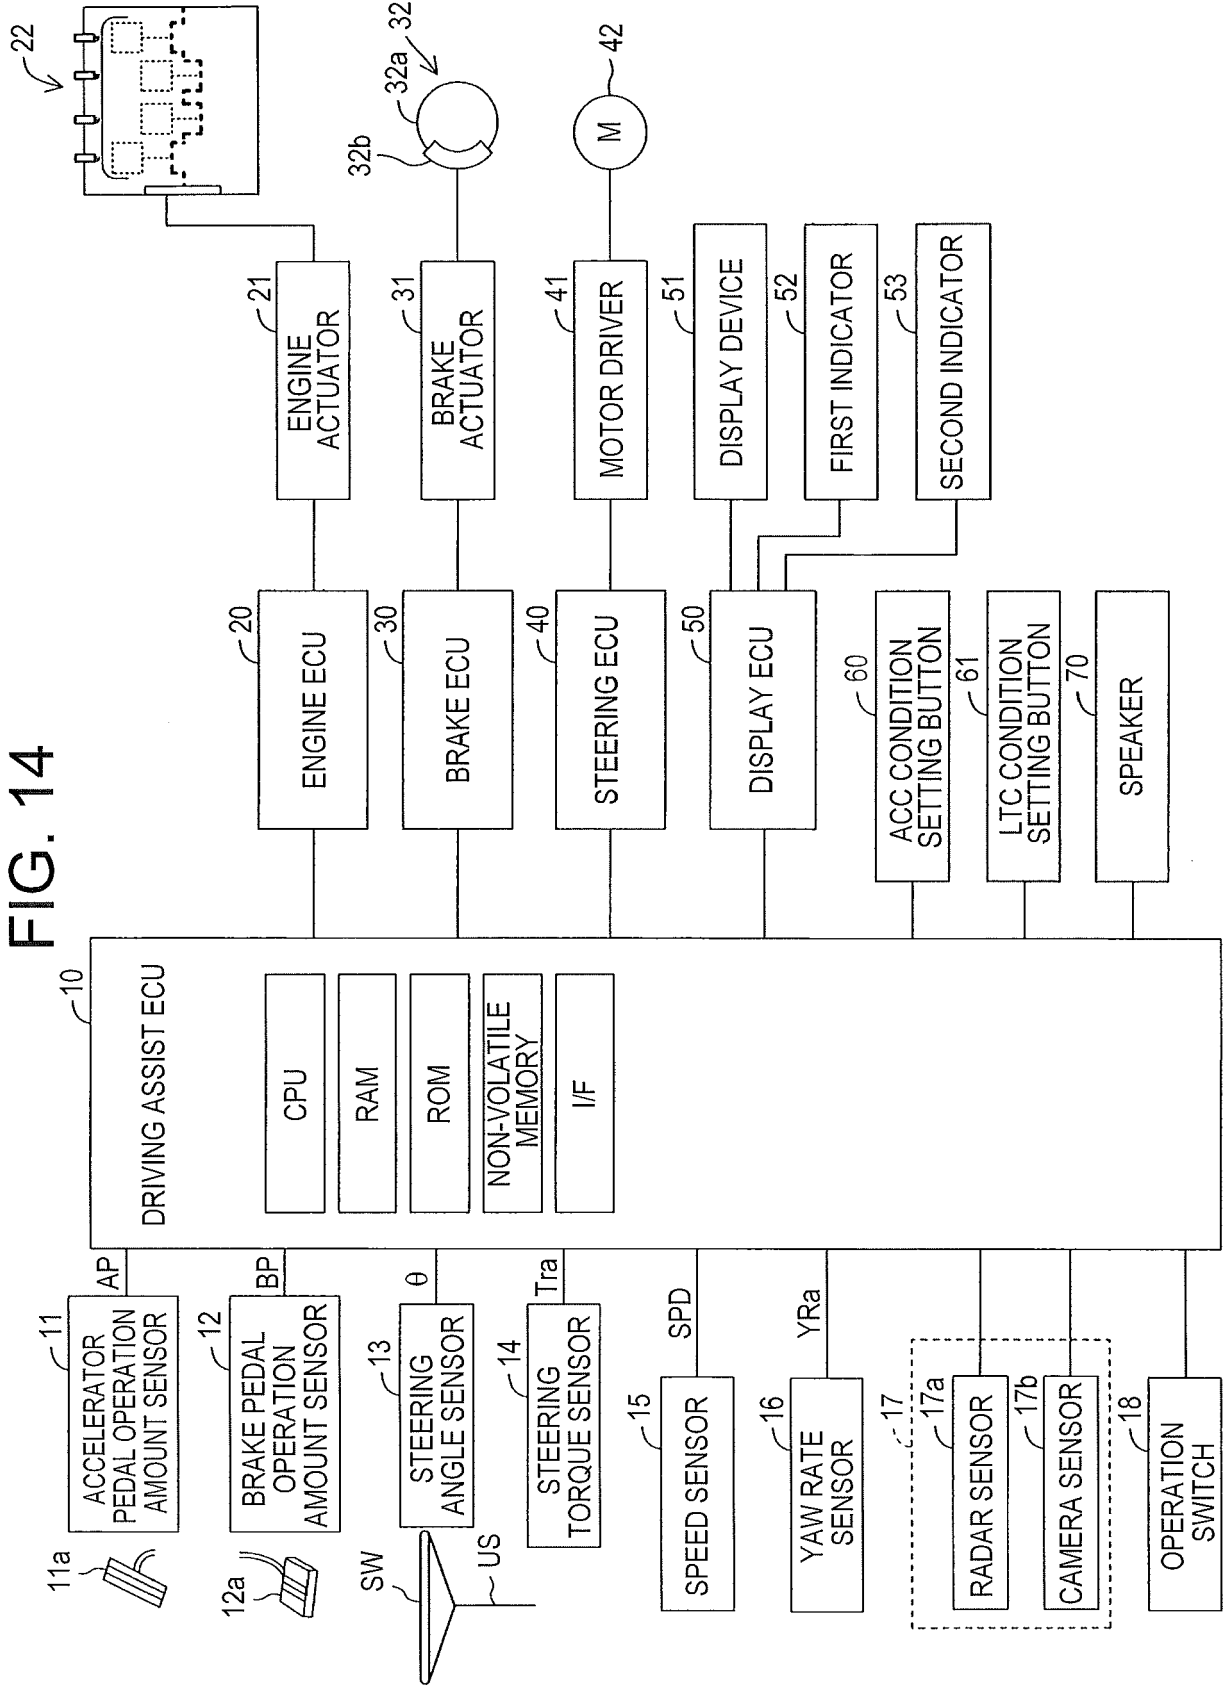 FIG. 14
10
DRIVING ASSIST ECU
CPU
RAM
ROM
NON-VOLATILE
MEMORY
I/F
11a
11
ACCELERATOR
PEDAL OPERATION
AMOUNT SENSOR
AP
12a
12
BRAKE PEDAL
OPERATION
AMOUNT SENSOR
BP
SW
US
13
STEERING
ANGLE SENSOR
θ
14
STEERING
TORQUE SENSOR
Tra
15
SPEED SENSOR
SPD
16
YAW RATE
SENSOR
YRa
17
17a
RADAR SENSOR
17b
CAMERA SENSOR
18
OPERATION
SWITCH
20
ENGINE ECU
21
ENGINE
ACTUATOR
22
30
BRAKE ECU
31
BRAKE
ACTUATOR
32b
32a
32
40
STEERING ECU
41
MOTOR DRIVER
M
42
50
DISPLAY ECU
51
DISPLAY DEVICE
52
FIRST INDICATOR
53
SECOND INDICATOR
60
ACC CONDITION
SETTING BUTTON
61
LTC CONDITION
SETTING BUTTON
70
SPEAKER